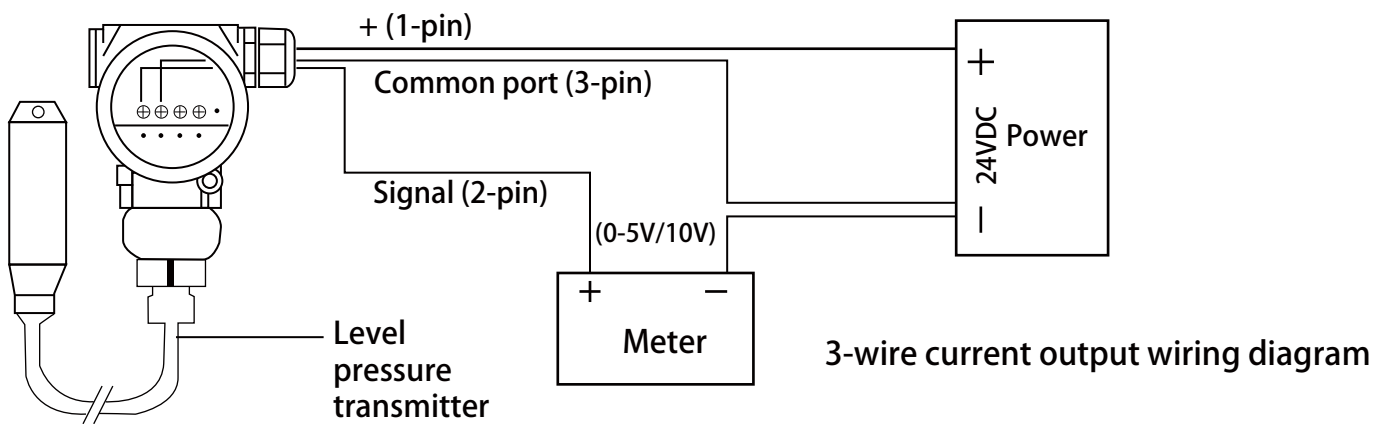 + (1-pin)
Common port (3-pin)
Signal (2-pin)
(0-5V/10V)
+
−
Meter
+
24VDC
−
Power
Level
pressure
transmitter
3-wire current output wiring diagram